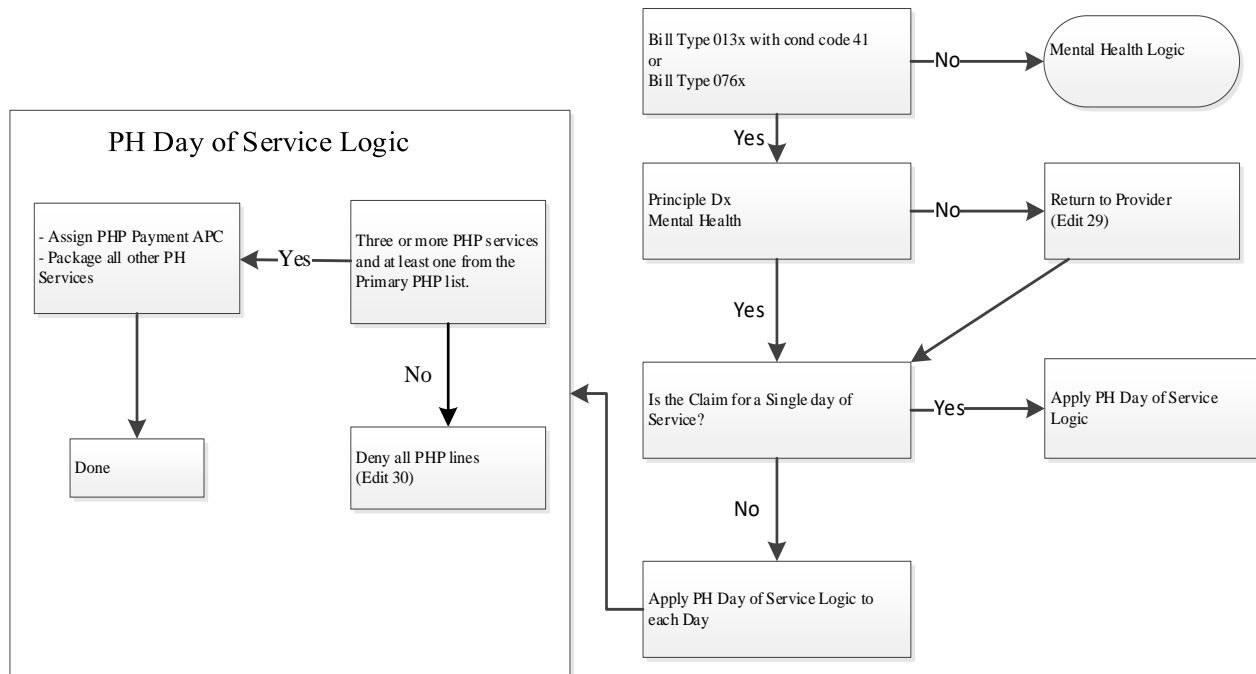 Bill Type 013x with cond code 41
or
Bill Type 076x
No
Mental Health Logic
Yes
Principle Dx
Mental Health
No
Return to Provider
(Edit 29)
Yes
Is the Claim for a Single day of
Service?
Yes
Apply PH Day of Service
Logic
No
Apply PH Day of Service Logic to
each Day
PH Day of Service Logic
Three or more PHP services
and at least one from the
Primary PHP list.
Yes
- Assign PHP Payment APC
- Package all other PH
Services
Done
No
Deny all PHP lines
(Edit 30)